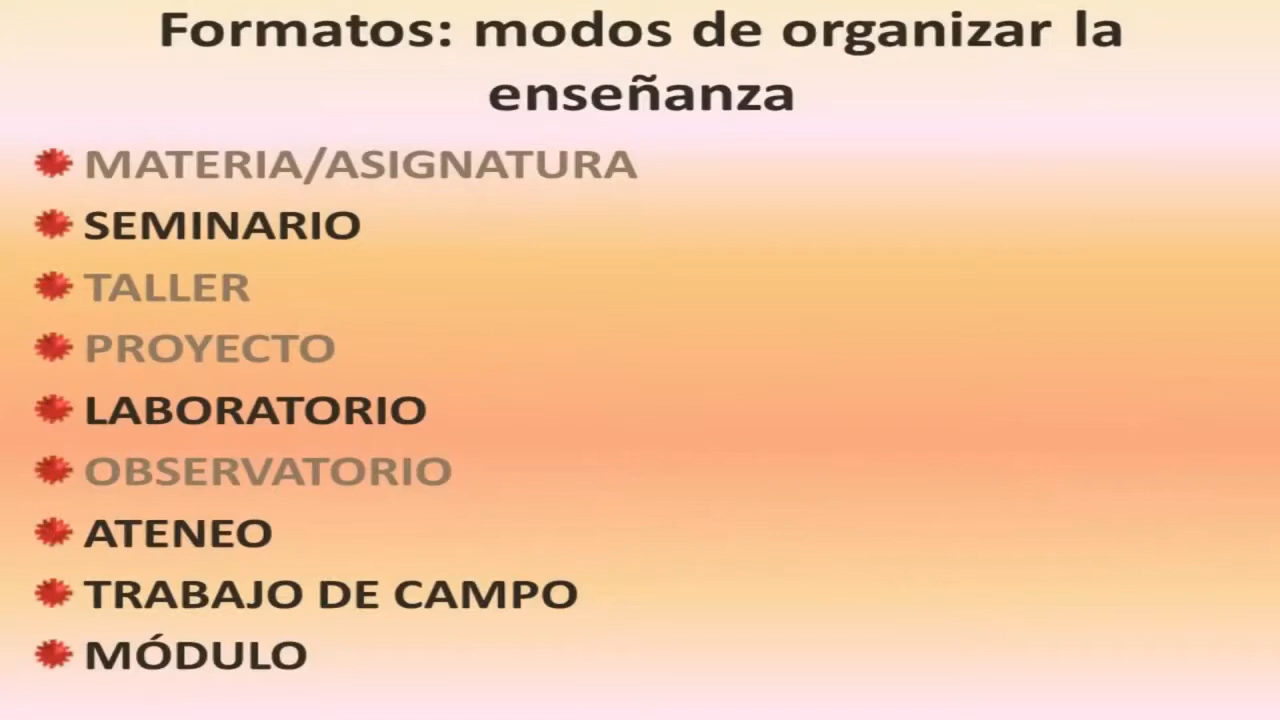 Formatos: modos de organizar la
enseñanza
MATERIA/ASIGNATURA
SEMINARIO
TALLER
PROYECTO
LABORATORIO
OBSERVATORIO
ATENEO
TRABAJO DE CAMPO
MÓDULO